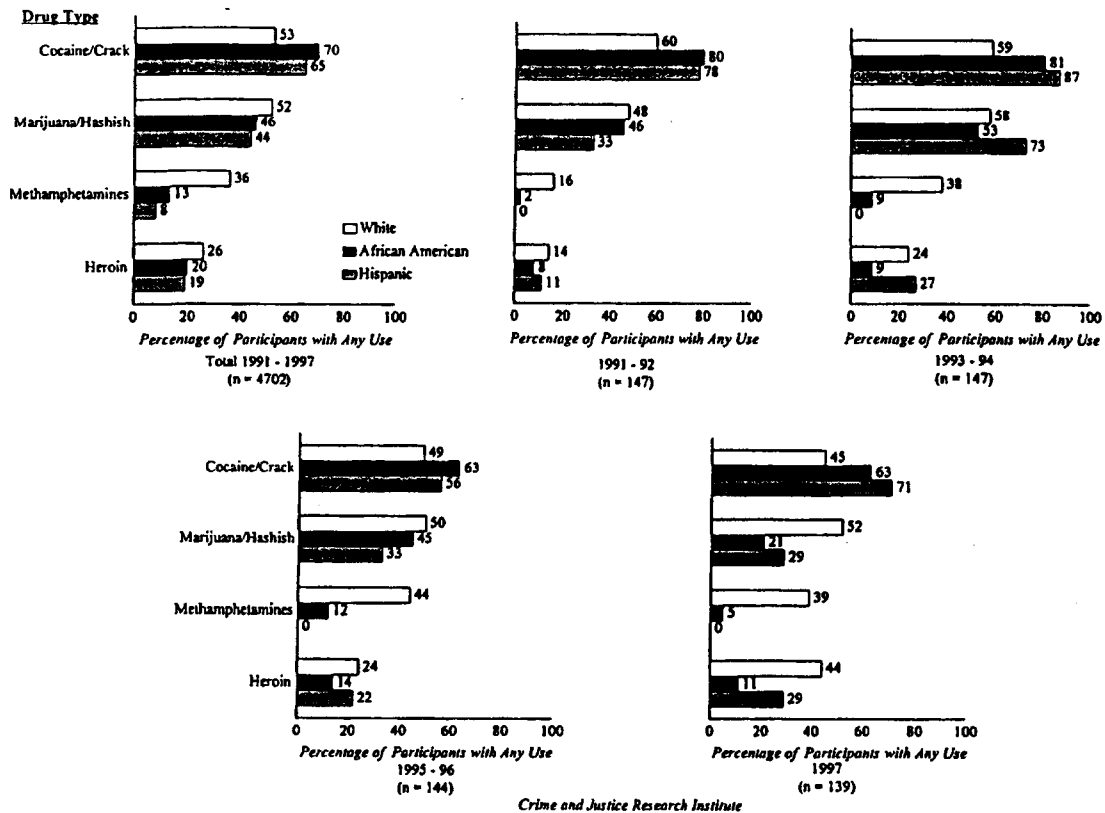 Drug Type
Cocaine/Crack
53
70
65
Marijuana/Hashish
52
46
44
Methamphetamines
36
13
8
Heroin
26
20
19
White
African American
Hispanic
0 20 40 60 80 100
Percentage of Participants with Any Use
Total 1991 - 1997
(n = 4702)
60
80
78
48
46
33
16
2
0
14
8
11
0 20 40 60 80 100
Percentage of Participants with Any Use
1991 - 92
(n = 147)
59
81
87
58
53
73
38
9
0
24
9
27
0 20 40 60 80 100
Percentage of Participants with Any Use
1993 - 94
(n = 147)
Cocaine/Crack
49
63
56
Marijuana/Hashish
50
45
33
Methamphetamines
44
12
0
Heroin
24
14
22
0 20 40 60 80 100
Percentage of Participants with Any Use
1995 - 96
(n = 144)
45
63
71
52
21
29
39
5
0
44
11
29
0 20 40 60 80 100
Percentage of Participants with Any Use
1997
(n = 139)
Crime and Justice Research Institute